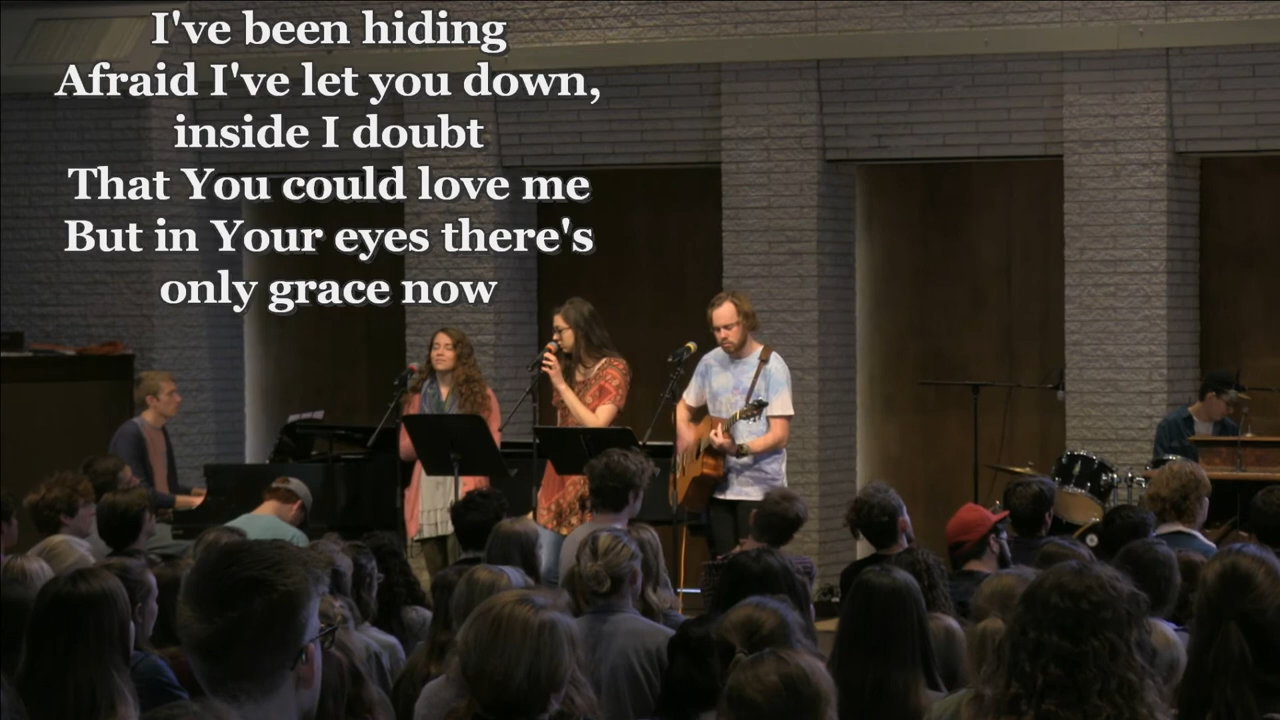 I've been hiding
Afraid I've let you down,
inside I doubt
That You could love me
But in Your eyes there's
only grace now